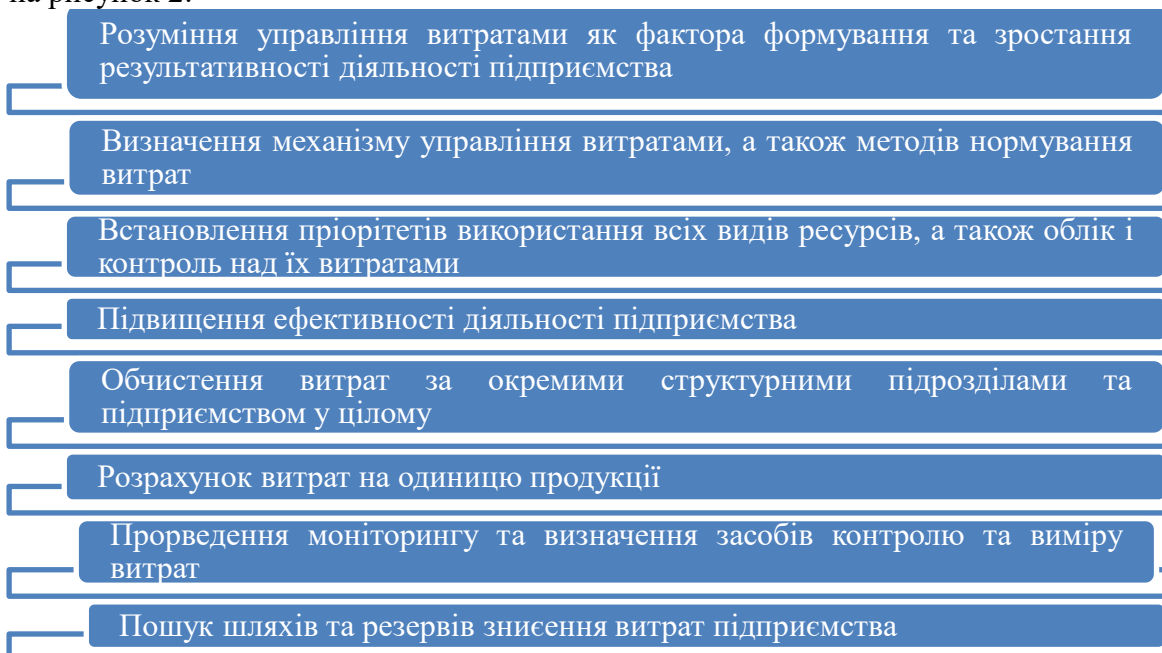 на рисунок 2.
Розуміння управління витратами як фактора формування та зростання
результативності діяльності підприємства
Визначення механізму управління витратами, а також методів нормування
витрат
Встановлення пріорітетів використання всіх видів ресурсів, а також облік і
контроль над їх витратами
Підвищення ефективності діяльності підприємства
Обчистення витрат за окремими структурними підрозділами та
підприємством у цілому
Розрахунок витрат на одиницю продукції
Прорведення моніторингу та визначення засобів контролю та виміру
витрат
Пошук шляхів та резервів зниєення витрат підприємства